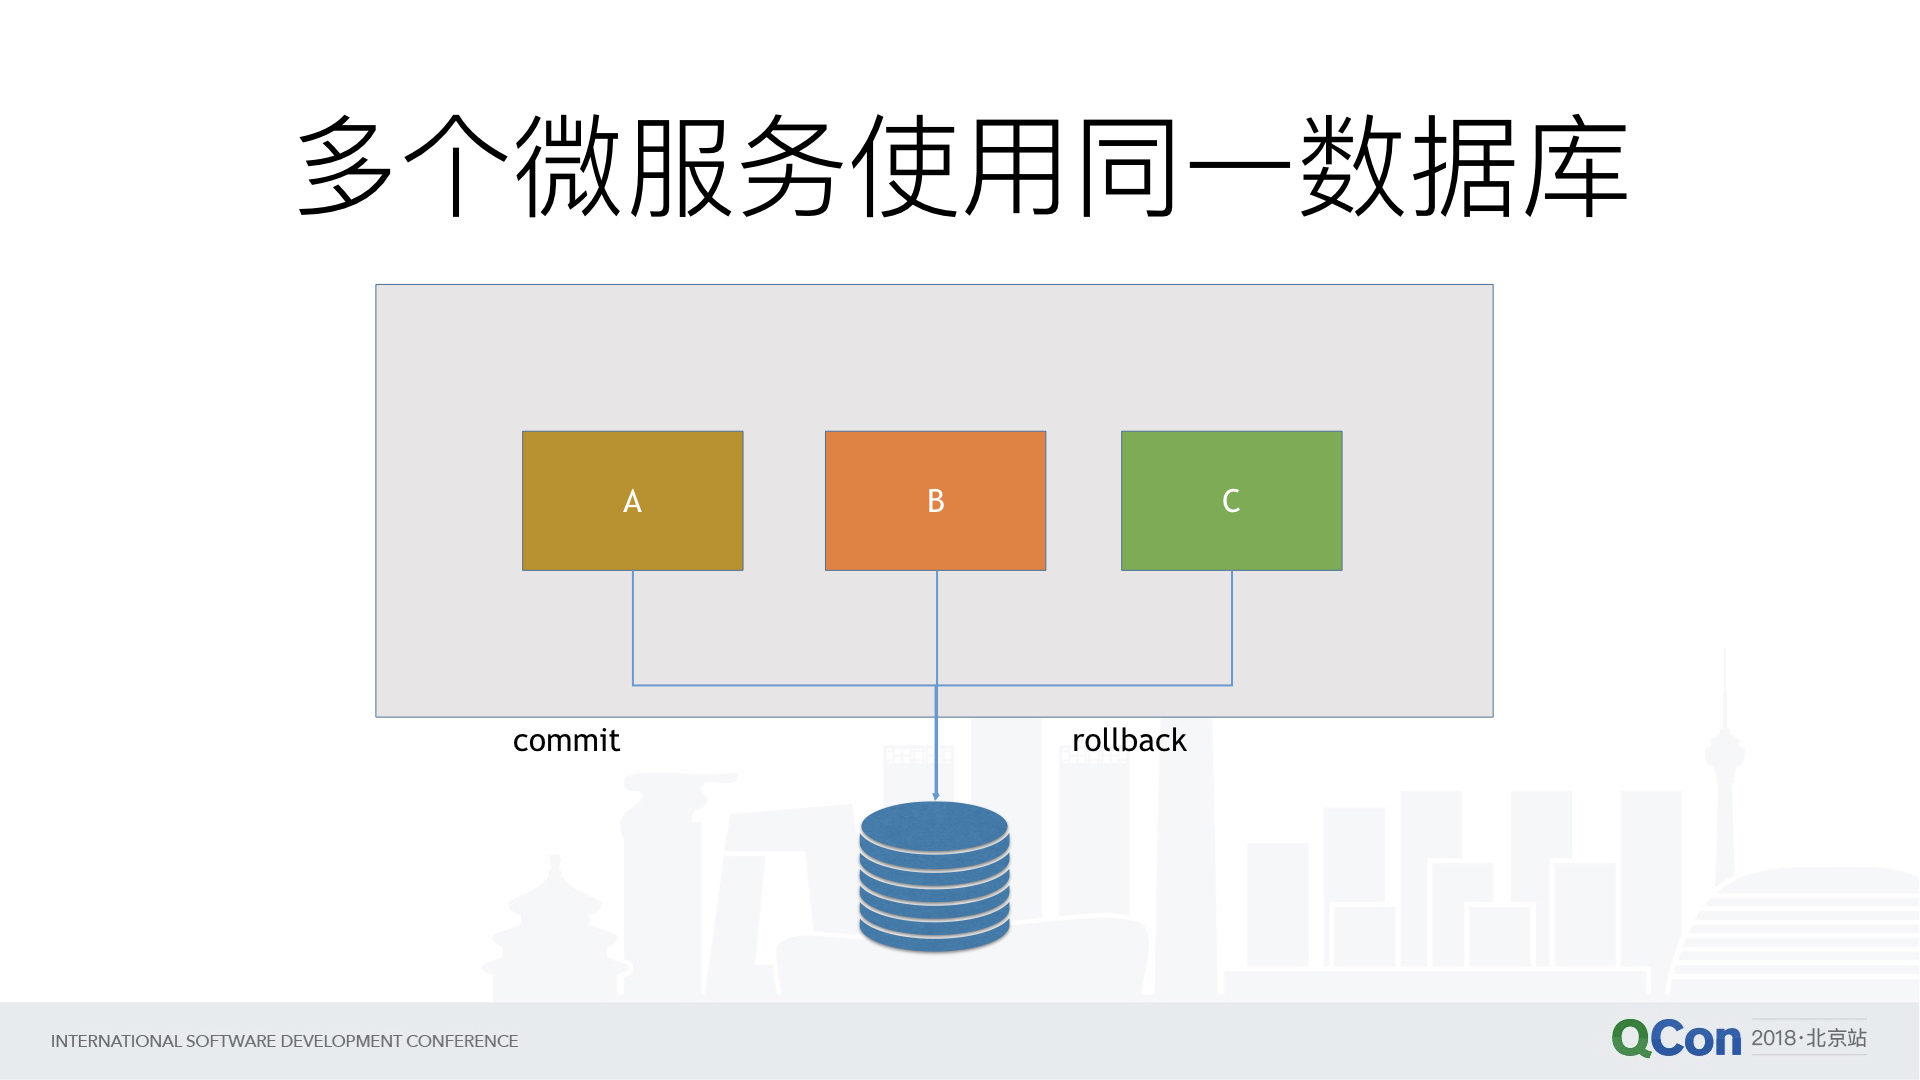 多个微服务使用同一数据库
A
B
C
commit
rollback
INTERNATIONAL SOFTWARE DEVELOPMENT CONFERENCE
QCon 2018·北京站